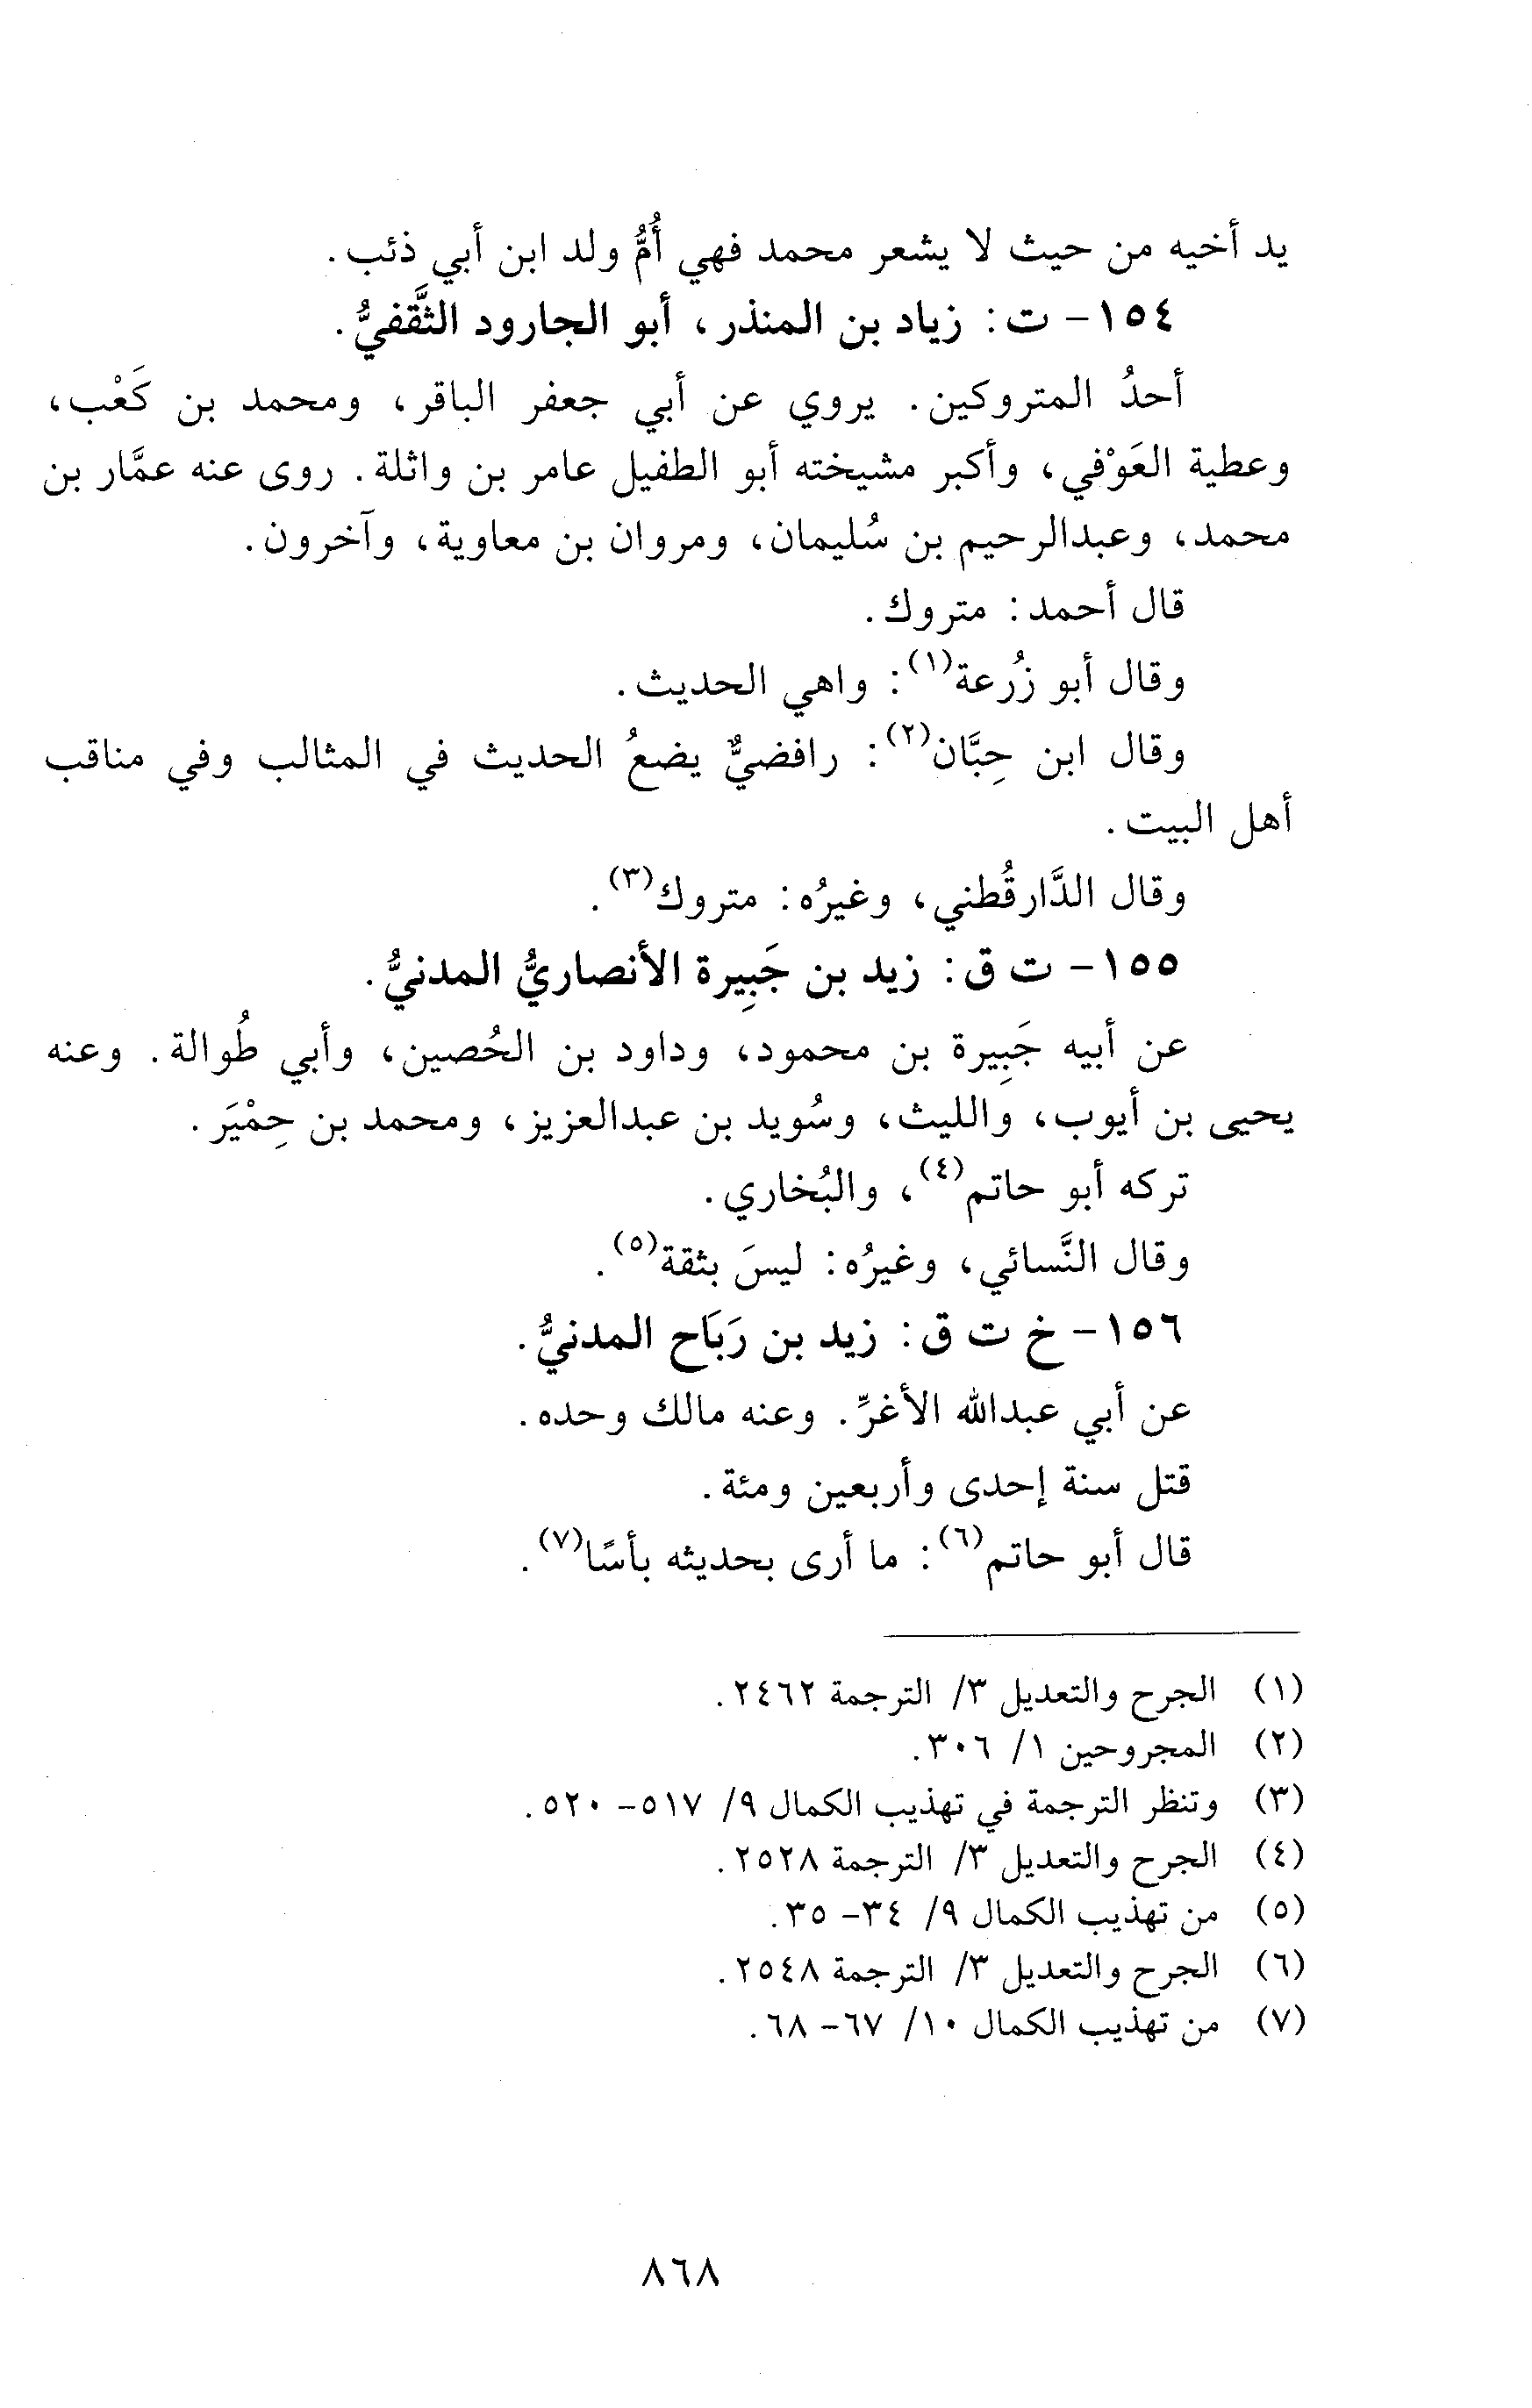 يد أخيه من حيث لا يشعر محمد فهي أُمُّ ولد ابن أبي ذئب.
١٥٤- ت: زياد بن المنذر، أبو الجارود الثَّقفيُّ.
أحدُ المتروكين. يروي عن أبي جعفر الباقر، ومحمد بن كَعْب،
وعطية العَوْفي، وأكبر مشيخته أبو الطفيل عامر بن واثلة. روى عنه عمَّار بن
محمد، وعبدالرحيم بن سُليمان، ومروان بن معاوية، وآخرون.
قال أحمد: متروك.
وقال أبو زُرعة(١): واهي الحديث.
وقال ابن حِبَّان(٢): رافضيٌّ يضعُ الحديث في المثالب وفي مناقب
أهل البيت.
وقال الدَّارقُطني، وغيرُه: متروك(٣).
١٥٥- ت ق: زيد بن جَبِيرة الأنصاريُّ المدنيُّ.
عن أبيه جَبِيرة بن محمود، وداود بن الحُصين، وأبي طُوالة. وعنه
يحيى بن أيوب، والليث، وسُويد بن عبدالعزيز، ومحمد بن حِمْيَر.
تركه أبو حاتم(٤)، والبُخاري.
وقال النَّسائي، وغيرُه: ليسَ بثقة(٥).
١٥٦- خ ت ق: زيد بن رَبَاح المدنيُّ.
عن أبي عبدالله الأغرِّ. وعنه مالك وحده.
قتل سنة إحدى وأربعين ومئة.
قال أبو حاتم(٦): ما أرى بحديثه بأسًا(٧).
(١) الجرح والتعديل ٣/ الترجمة ٢٤٦٢.
(٢) المجروحين ١/ ٣٠٦.
(٣) وتنظر الترجمة في تهذيب الكمال ٩/ ٥١٧- ٥٢٠.
(٤) الجرح والتعديل ٣/ الترجمة ٢٥٢٨.
(٥) من تهذيب الكمال ٩/ ٣٤- ٣٥.
(٦) الجرح والتعديل ٣/ الترجمة ٢٥٤٨.
(٧) من تهذيب الكمال ١٠/ ٦٧- ٦٨.
٨٦٨